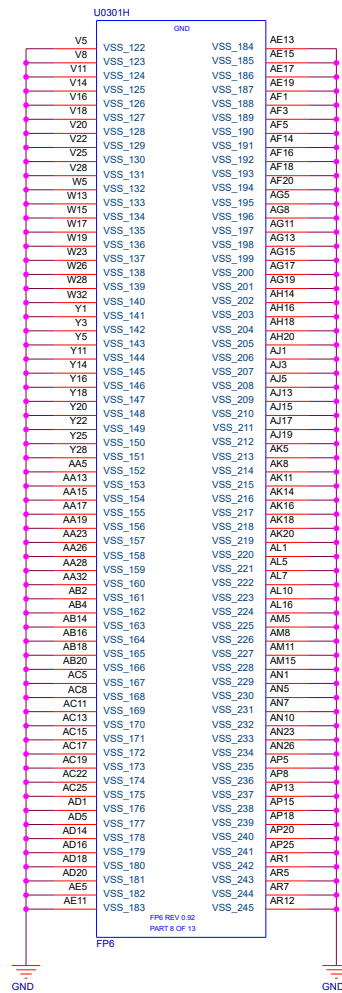 U0301H
GND
V5 VSS_122 VSS_184 AE13
V8 VSS_123 VSS_185 AE15
V11 VSS_124 VSS_186 AE17
V14 VSS_125 VSS_187 AE19
V16 VSS_126 VSS_188 AF1
V18 VSS_127 VSS_189 AF3
V20 VSS_128 VSS_190 AF5
V22 VSS_129 VSS_191 AF14
V25 VSS_130 VSS_192 AF16
V28 VSS_131 VSS_193 AF18
W5 VSS_132 VSS_194 AF20
W13 VSS_133 VSS_195 AG5
W15 VSS_134 VSS_196 AG8
W17 VSS_135 VSS_197 AG11
W19 VSS_136 VSS_198 AG13
W23 VSS_137 VSS_199 AG15
W26 VSS_138 VSS_200 AG17
W28 VSS_139 VSS_201 AG19
W32 VSS_140 VSS_202 AH14
Y1 VSS_141 VSS_203 AH16
Y3 VSS_142 VSS_204 AH18
Y5 VSS_143 VSS_205 AH20
Y11 VSS_144 VSS_206 AJ1
Y14 VSS_145 VSS_207 AJ3
Y16 VSS_146 VSS_208 AJ5
Y18 VSS_147 VSS_209 AJ13
Y20 VSS_148 VSS_210 AJ15
Y22 VSS_149 VSS_211 AJ17
Y25 VSS_150 VSS_212 AJ19
Y28 VSS_151 VSS_213 AK5
AA5 VSS_152 VSS_214 AK8
AA13 VSS_153 VSS_215 AK11
AA15 VSS_154 VSS_216 AK14
AA17 VSS_155 VSS_217 AK16
AA19 VSS_156 VSS_218 AK18
AA23 VSS_157 VSS_219 AK20
AA26 VSS_158 VSS_220 AL1
AA28 VSS_159 VSS_221 AL5
AA32 VSS_160 VSS_222 AL7
AB2 VSS_161 VSS_223 AL10
AB4 VSS_162 VSS_224 AL16
AB14 VSS_163 VSS_225 AM5
AB16 VSS_164 VSS_226 AM8
AB18 VSS_165 VSS_227 AM11
AB20 VSS_166 VSS_228 AM15
AC5 VSS_167 VSS_229 AN1
AC8 VSS_168 VSS_230 AN5
AC11 VSS_169 VSS_231 AN7
AC13 VSS_170 VSS_232 AN10
AC15 VSS_171 VSS_233 AN23
AC17 VSS_172 VSS_234 AN26
AC19 VSS_173 VSS_235 AP5
AC22 VSS_174 VSS_236 AP8
AC25 VSS_175 VSS_237 AP13
AD1 VSS_176 VSS_238 AP15
AD5 VSS_177 VSS_239 AP18
AD14 VSS_178 VSS_240 AP20
AD16 VSS_179 VSS_241 AP25
AD18 VSS_180 VSS_242 AR1
AD20 VSS_181 VSS_243 AR5
AE5 VSS_182 VSS_244 AR7
AE11 VSS_183 VSS_245 AR12
FP6 REV 0.92
PART 8 OF 13
FP6
GND GND